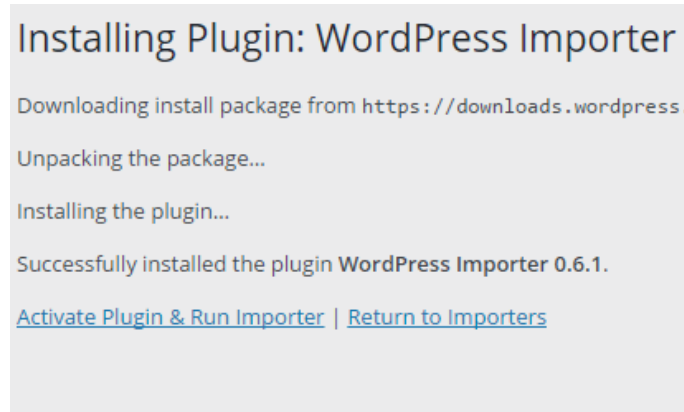 Installing Plugin: WordPress Importer
Downloading install package from https://downloads.wordpress
Unpacking the package...
Installing the plugin...
Successfully installed the plugin WordPress Importer 0.6.1.
Activate Plugin & Run Importer | Return to Importers